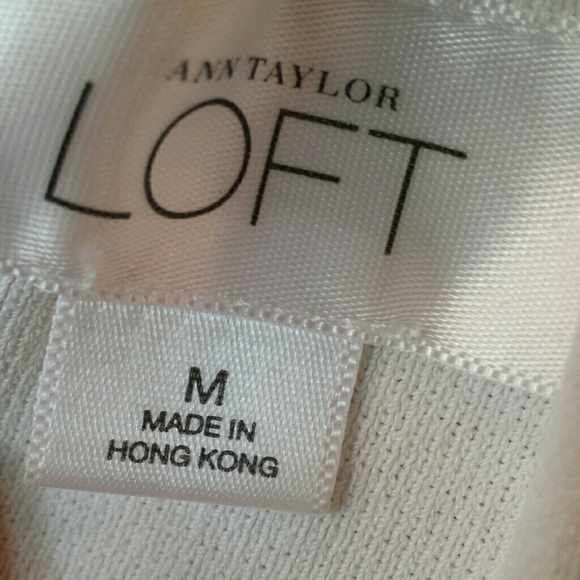 ANN TAYLOR
LOFT
M
MADE IN
HONG KONG